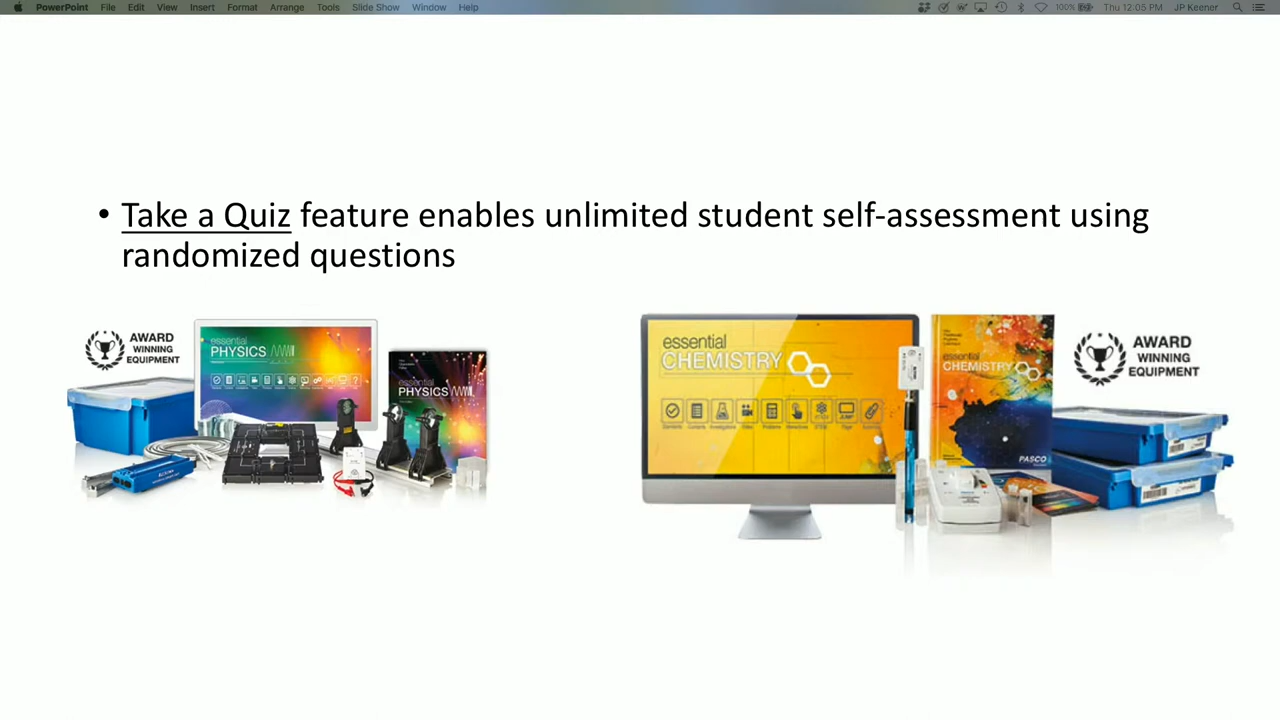 PowerPoint File Edit View Insert Format Arrange Tools Slide Show Window Help 100% Thu 12:05 PM JP Keener
• Take a Quiz feature enables unlimited student self-assessment using
randomized questions
AWARD
WINNING
EQUIPMENT
essential
PHYSICS
essential
PHYSICS
essential
CHEMISTRY
essential
CHEMISTRY
PASCO
AWARD
WINNING
EQUIPMENT